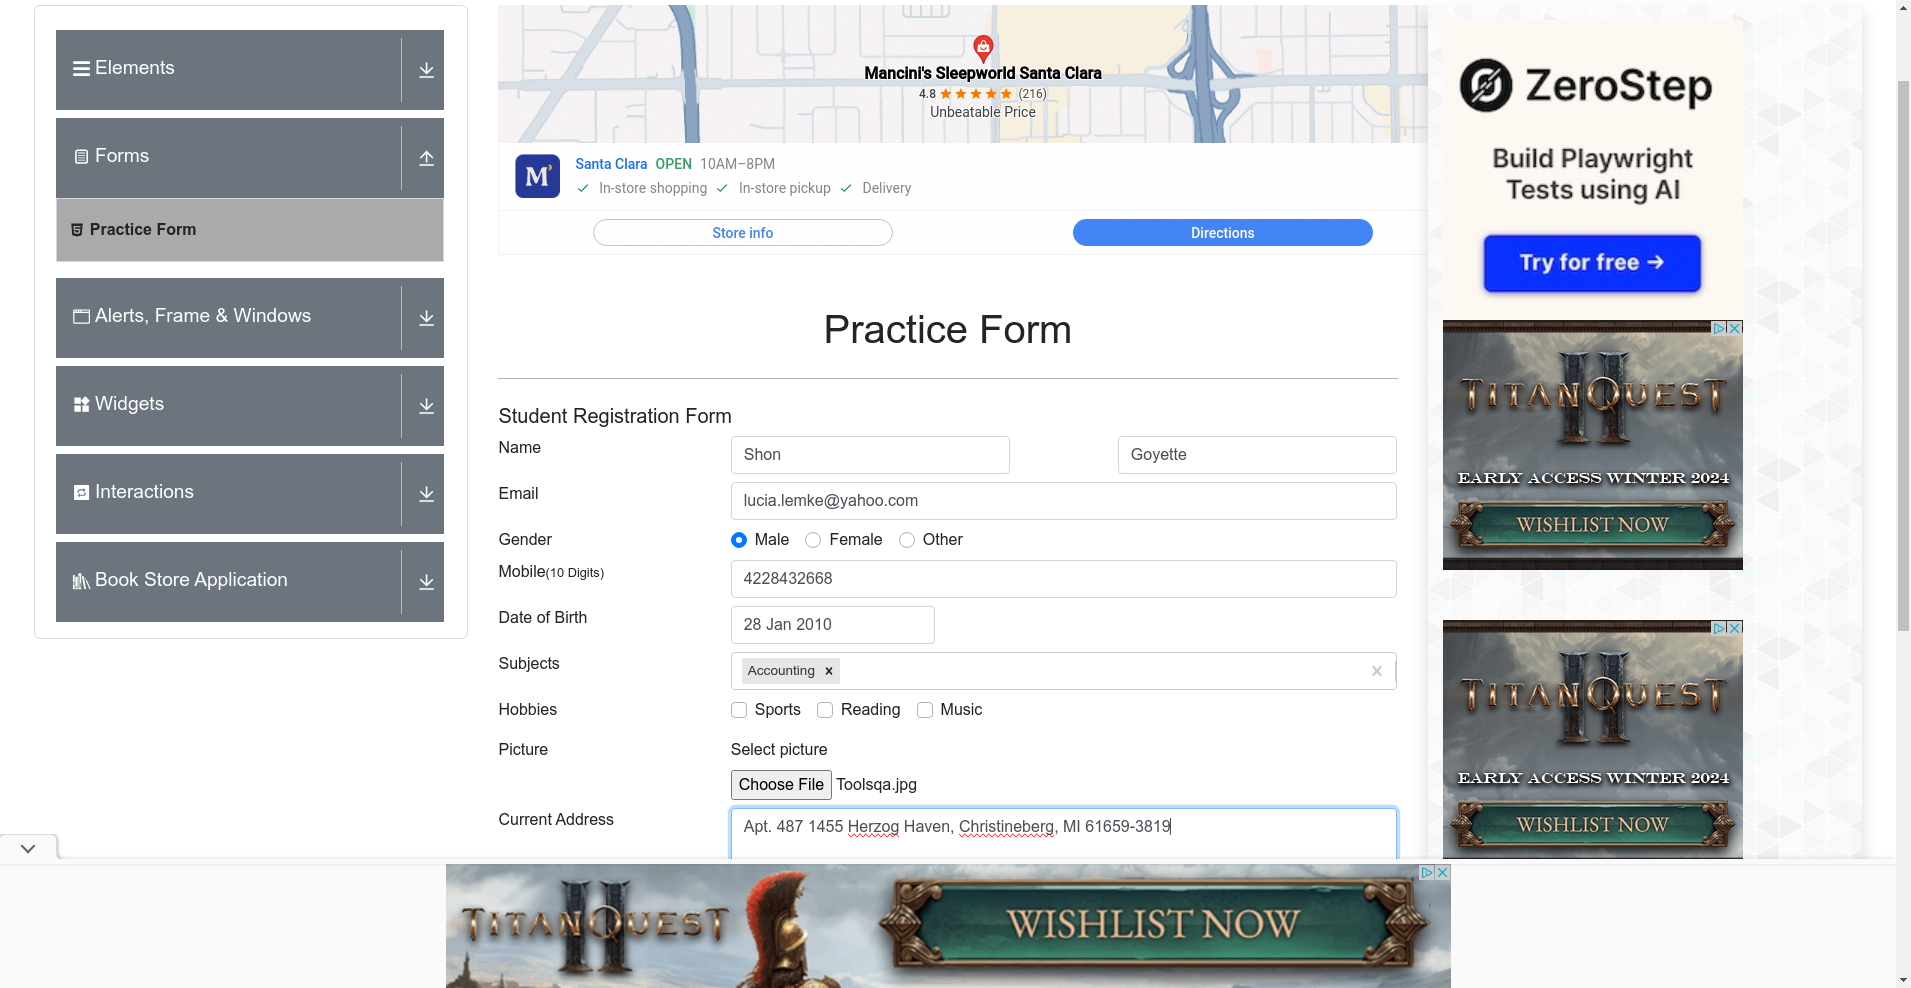 Elements
Forms
Practice Form
Alerts, Frame & Windows
Widgets
Interactions
Book Store Application
Mancini's Sleepworld Santa Clara
4.8 (216)
Unbeatable Price
M'
Santa Clara OPEN 10AM–8PM
In-store shopping In-store pickup Delivery
Store info Directions
Practice Form
Student Registration Form
Name Shon Goyette
Email lucia.lemke@yahoo.com
Gender Male Female Other
Mobile(10 Digits) 4228432668
Date of Birth 28 Jan 2010
Subjects Accounting
Hobbies Sports Reading Music
Picture Select picture
Choose File Toolsqa.jpg
Current Address Apt. 487 1455 Herzog Haven, Christineberg, MI 61659-3819
ZeroStep
Build Playwright
Tests using AI
Try for free →
TITAN QUEST
II
EARLY ACCESS WINTER 2024
WISHLIST NOW
TITAN QUEST
II
EARLY ACCESS WINTER 2024
WISHLIST NOW
TITAN QUEST
II
WISHLIST NOW